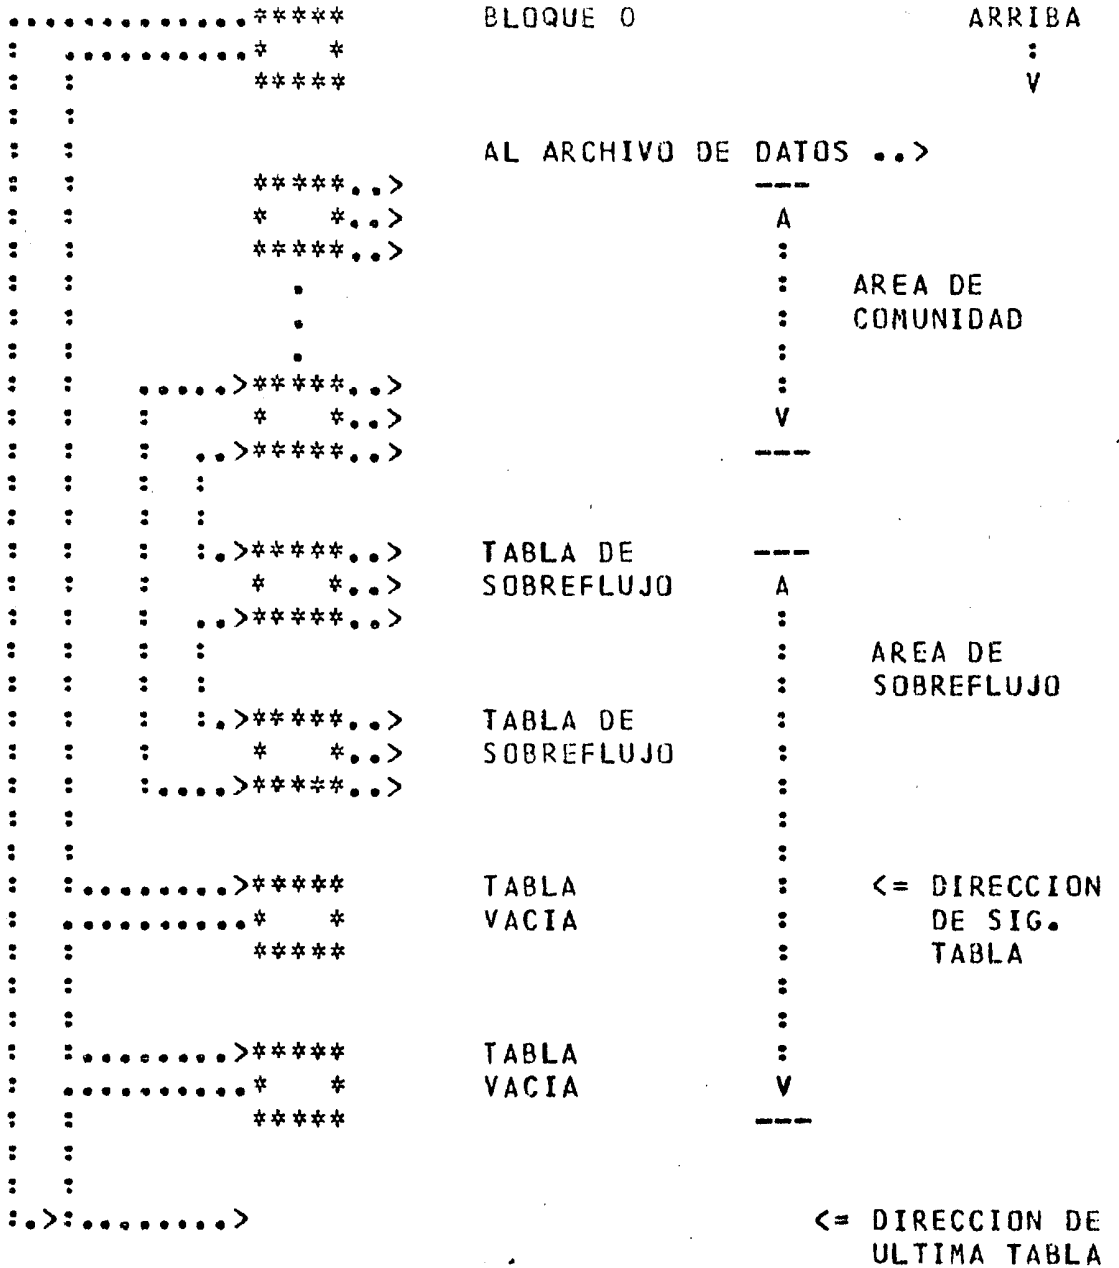 BLOQUE 0 ARRIBA
AL ARCHIVO DE DATOS ..>
AREA DE
COMUNIDAD
TABLA DE
SOBREFLUJO
AREA DE
SOBREFLUJO
TABLA DE
SOBREFLUJO
TABLA
VACIA
<= DIRECCION
DE SIG.
TABLA
TABLA
VACIA
<= DIRECCION DE
ULTIMA TABLA